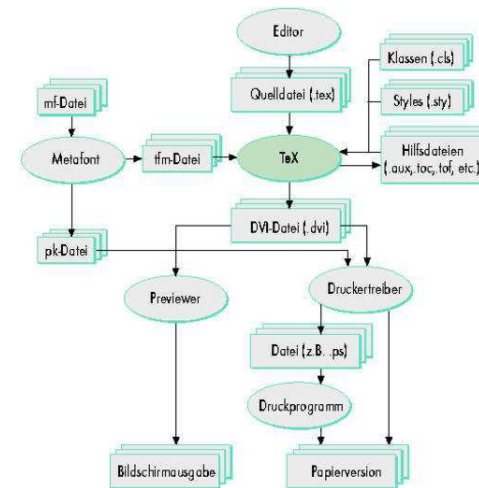 Editor
Klassen (.cls)
mf-Datei
Quelldatei (.tex)
Styles (.sty)
Metafont
tfm-Datei
TeX
Hilfsdateien
(.aux,.toc,.tof, etc.)
DVI-Datei (.dvi)
pk-Datei
Previewer
Druckertreiber
Datei (z.B. .ps)
Druckprogramm
Bildschirmausgabe
Papierversion